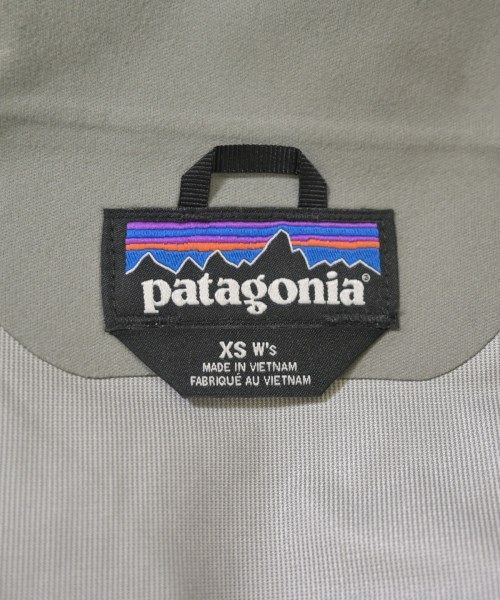 patagonia®
XS W's
MADE IN VIETNAM
FABRIQUÉ AU VIETNAM